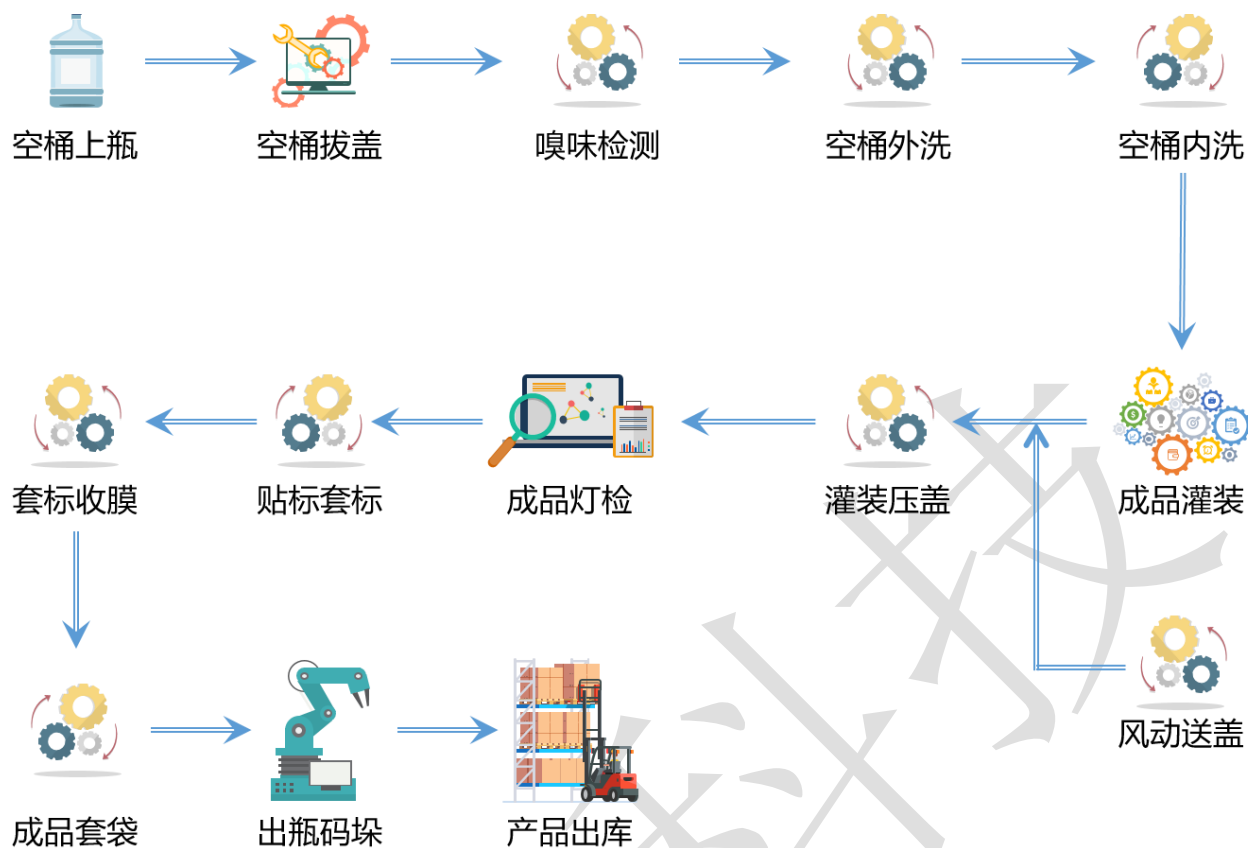 空桶上瓶
空桶拔盖
嗅味检测
空桶外洗
空桶内洗
套标收膜
贴标套标
成品灯检
灌装压盖
成品灌装
风动送盖
成品套袋
出瓶码垛
产品出库
科技